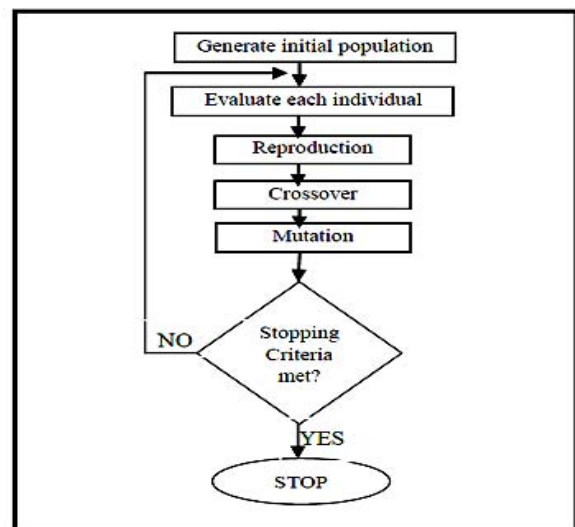 Generate initial population
Evaluate each individual
Reproduction
Crossover
Mutation
Stopping
Criteria
met?
NO
YES
STOP